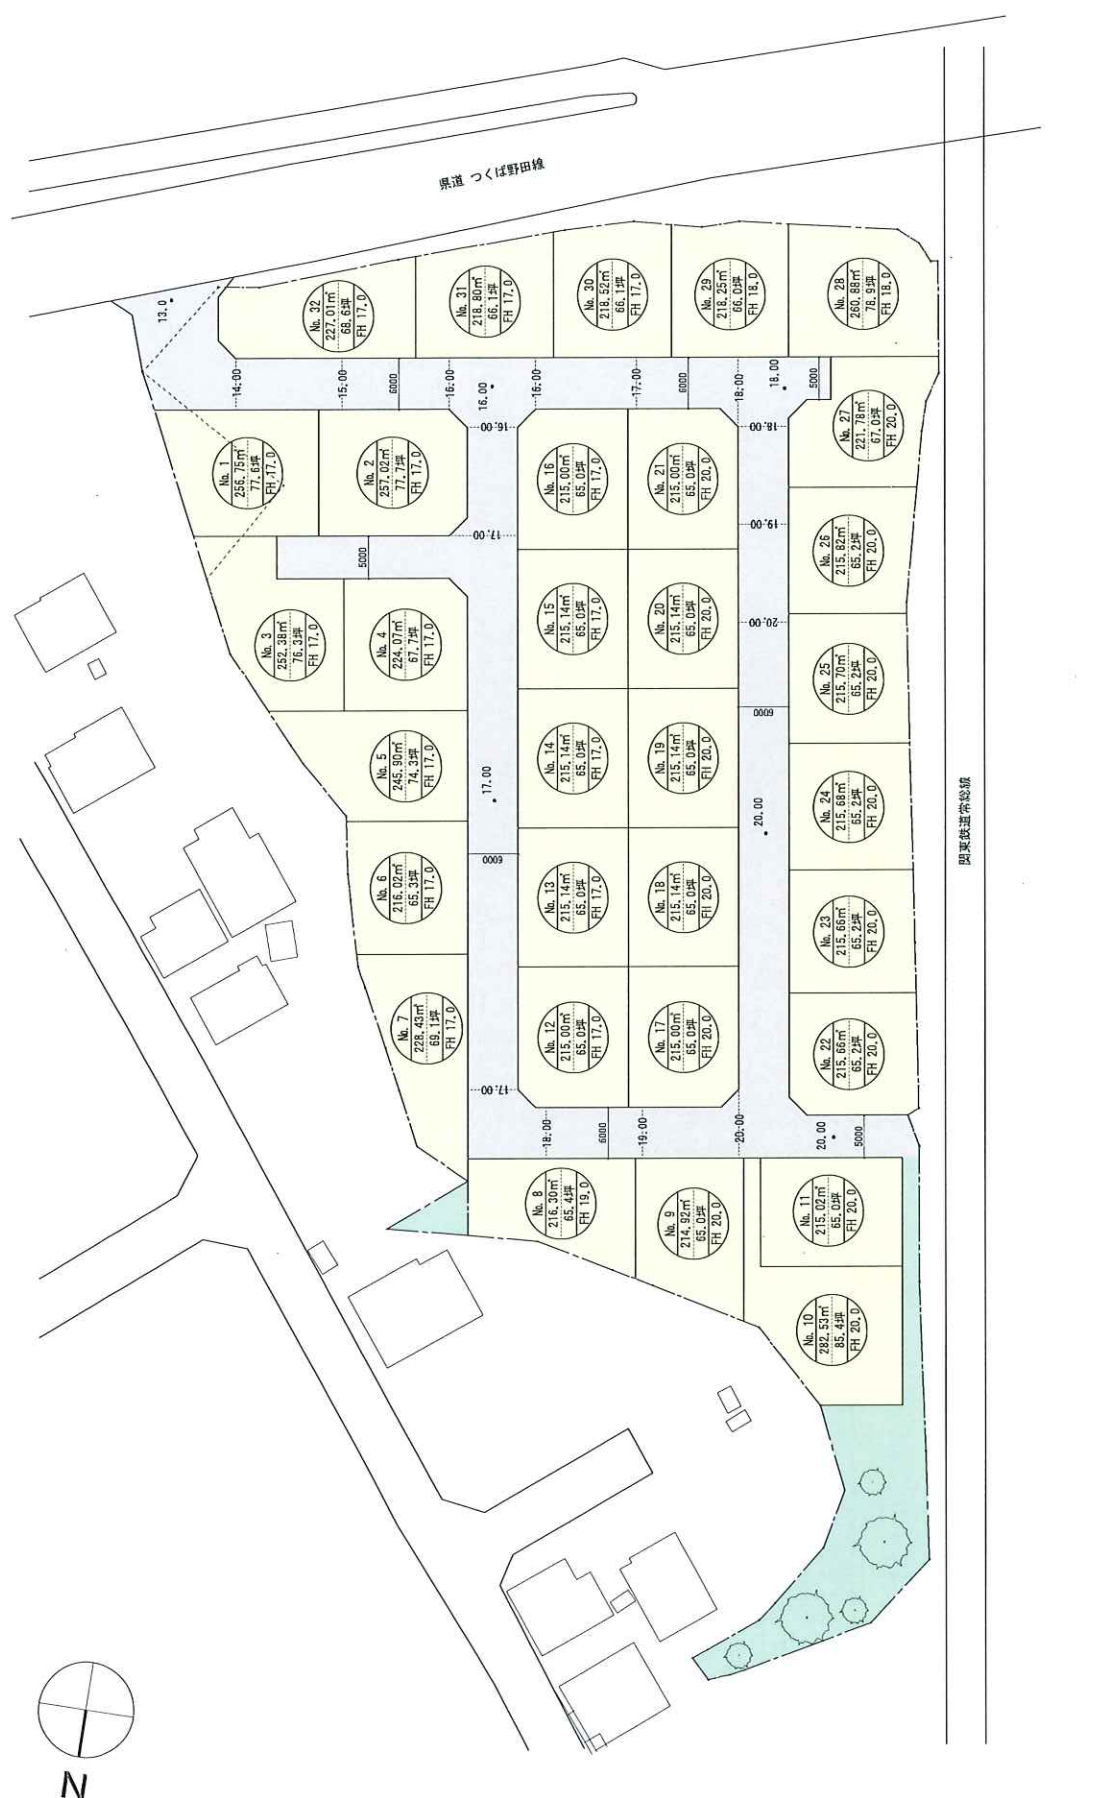 県道 つくば野田線
13.0
No. 32
227.01㎡
68.6坪
FH 17.0
No. 31
218.80㎡
66.1坪
FH 17.0
No. 30
218.52㎡
66.1坪
FH 17.0
No. 29
218.25㎡
66.0坪
FH 18.0
No. 28
260.88㎡
78.9坪
FH 18.0
14.00
15.00
6000
16.00
16.00
16.00
17.00
6000
18.00
18.00
5000
No. 1
256.75㎡
77.6坪
FH 17.0
No. 2
257.02㎡
77.7坪
FH 17.0
16.00
No. 16
215.00㎡
65.0坪
FH 17.0
No. 21
215.00㎡
65.0坪
FH 20.0
18.00
No. 27
221.78㎡
67.0坪
FH 20.0
17.00
5000
19.00
No. 26
215.82㎡
65.2坪
FH 20.0
No. 3
252.38㎡
76.3坪
FH 17.0
No. 4
224.07㎡
67.7坪
FH 17.0
No. 15
215.14㎡
65.0坪
FH 17.0
No. 20
215.14㎡
65.0坪
FH 20.0
20.00
No. 25
215.70㎡
65.2坪
FH 20.0
6000
No. 5
245.90㎡
74.3坪
FH 17.0
17.00
No. 14
215.14㎡
65.0坪
FH 17.0
No. 19
215.14㎡
65.0坪
FH 20.0
20.00
No. 24
215.68㎡
65.2坪
FH 20.0
関東鉄道常総線
6000
No. 6
216.02㎡
65.3坪
FH 17.0
No. 13
215.14㎡
65.0坪
FH 17.0
No. 18
215.14㎡
65.0坪
FH 20.0
No. 23
215.66㎡
65.2坪
FH 20.0
No. 7
228.43㎡
69.1坪
FH 17.0
No. 12
215.00㎡
65.0坪
FH 17.0
No. 17
215.00㎡
65.0坪
FH 20.0
No. 22
215.66㎡
65.2坪
FH 20.0
17.00
18.00
6000
19.00
20.00
20.00
5000
No. 8
216.30㎡
65.4坪
FH 19.0
No. 9
214.92㎡
65.0坪
FH 20.0
No. 11
215.02㎡
65.0坪
FH 20.0
No. 10
282.53㎡
85.4坪
FH 20.0
N